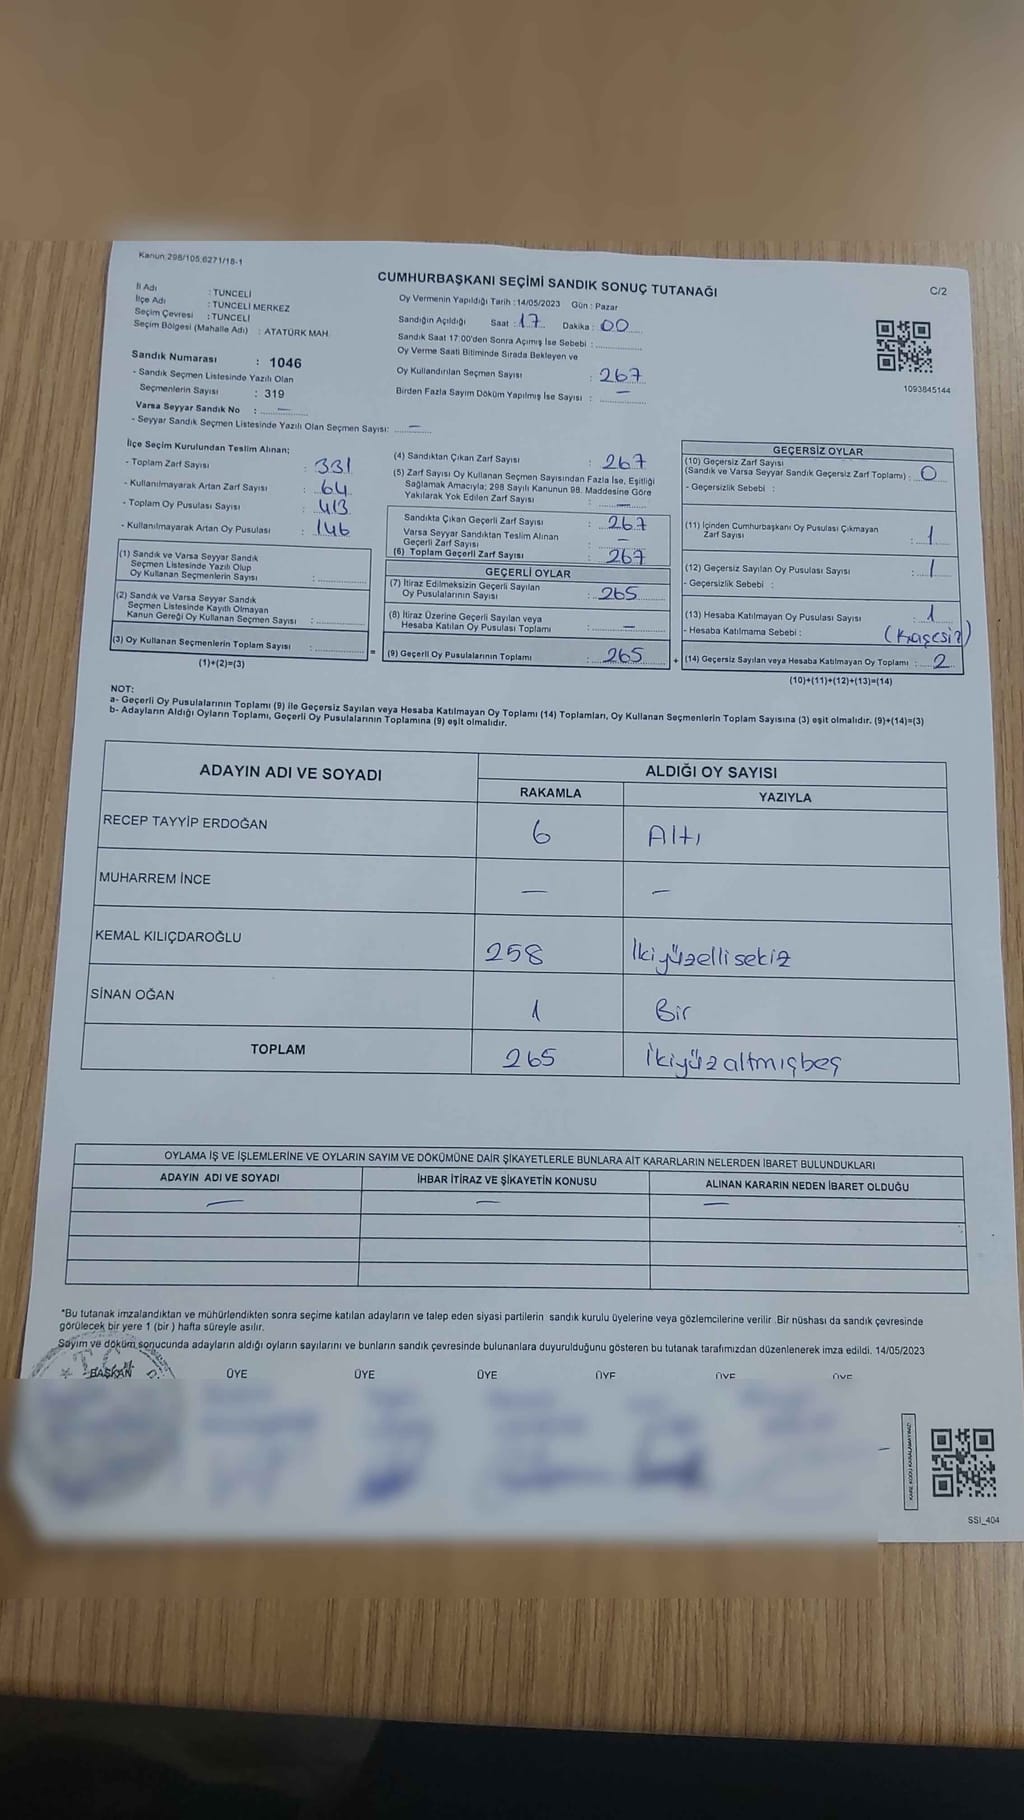 Kanun 298/105,6271/18-1
CUMHURBAŞKANI SEÇİMİ SANDIK SONUÇ TUTANAĞI
C/2
İl Adı : TUNCELİ
İlçe Adı : TUNCELİ MERKEZ
Seçim Çevresi : TUNCELİ
Seçim Bölgesi (Mahalle Adı) : ATATÜRK MAH.
Sandık Numarası : 1046
- Sandık Seçmen Listesinde Yazılı Olan
Seçmenlerin Sayısı : 319
Varsa Seyyar Sandık No : —
- Seyyar Sandık Seçmen Listesinde Yazılı Olan Seçmen Sayısı: —
Oy Vermenin Yapıldığı Tarih :14/05/2023 Gün : Pazar
Sandığın Açıldığı Saat : 17 Dakika : 00
Sandık Saat 17:00'den Sonra Açımış İse Sebebi :
Oy Verme Saati Bitiminde Sırada Bekleyen ve
Oy Kullandırılan Seçmen Sayısı : 267
Birden Fazla Sayım Döküm Yapılmış İse Sayısı : —
1093845144
İlçe Seçim Kurulundan Teslim Alınan;
- Toplam Zarf Sayısı : 331
- Kullanılmayarak Artan Zarf Sayısı : 64
- Toplam Oy Pusulası Sayısı : 413
- Kullanılmayarak Artan Oy Pusulası : 146
(1) Sandık ve Varsa Seyyar Sandık
Seçmen Listesinde Yazılı Olup
Oy Kullanan Seçmenlerin Sayısı :
(2) Sandık ve Varsa Seyyar Sandık
Seçmen Listesinde Kayıtlı Olmayan
Kanun Gereği Oy Kullanan Seçmen Sayısı :
(3) Oy Kullanan Seçmenlerin Toplam Sayısı :
(1)+(2)=(3)
(4) Sandıktan Çıkan Zarf Sayısı : 267
(5) Zarf Sayısı Oy Kullanan Seçmen Sayısından Fazla İse, Eşitliği
Sağlamak Amacıyla; 298 Sayılı Kanunun 98. Maddesine Göre
Yakılarak Yok Edilen Zarf Sayısı : —
Sandıkta Çıkan Geçerli Zarf Sayısı : 267
Varsa Seyyar Sandıktan Teslim Alınan
Geçerli Zarf Sayısı : —
(6) Toplam Geçerli Zarf Sayısı : 267
GEÇERLİ OYLAR
(7) İtiraz Edilmeksizin Geçerli Sayılan
Oy Pusulalarının Sayısı : 265
(8) İtiraz Üzerine Geçerli Sayılan veya
Hesaba Katılan Oy Pusulası Toplamı : —
= (9) Geçerli Oy Pusulalarının Toplamı : 265
GEÇERSİZ OYLAR
(10) Geçersiz Zarf Sayısı
(Sandık ve Varsa Seyyar Sandık Geçersiz Zarf Toplamı) : 0
- Geçersizlik Sebebi :
(11) İçinden Cumhurbaşkanı Oy Pusulası Çıkmayan
Zarf Sayısı : 1
(12) Geçersiz Sayılan Oy Pusulası Sayısı : 1
- Geçersizlik Sebebi :
(13) Hesaba Katılmayan Oy Pusulası Sayısı : 1
- Hesaba Katılmama Sebebi : (Kaşesiz)
+ (14) Geçersiz Sayılan veya Hesaba Katılmayan Oy Toplamı : 2
(10)+(11)+(12)+(13)=(14)
NOT:
a- Geçerli Oy Pusulalarının Toplamı (9) ile Geçersiz Sayılan veya Hesaba Katılmayan Oy Toplamı (14) Toplamları, Oy Kullanan Seçmenlerin Toplam Sayısına (3) eşit olmalıdır. (9)+(14)=(3)
b- Adayların Aldığı Oyların Toplamı, Geçerli Oy Pusulalarının Toplamına (9) eşit olmalıdır.
ADAYIN ADI VE SOYADI ALDIĞI OY SAYISI
RAKAMLA YAZIYLA
RECEP TAYYİP ERDOĞAN 6 Altı
MUHARREM İNCE — —
KEMAL KILIÇDAROĞLU 258 İkiyüzellisekiz
SİNAN OĞAN 1 Bir
TOPLAM 265 İkiyüzaltmışbeş
OYLAMA İŞ VE İŞLEMLERİNE VE OYLARIN SAYIM VE DÖKÜMÜNE DAİR ŞİKAYETLERLE BUNLARA AİT KARARLARIN NELERDEN İBARET BULUNDUKLARI
ADAYIN ADI VE SOYADI İHBAR İTİRAZ VE ŞİKAYETİN KONUSU ALINAN KARARIN NEDEN İBARET OLDUĞU
— — —
*Bu tutanak imzalandıktan ve mühürlendikten sonra seçime katılan adayların ve talep eden siyasi partilerin sandık kurulu üyelerine veya gözlemcilerine verilir .Bir nüshası da sandık çevresinde
görülecek bir yere 1 (bir ) hafta süreyle asılır.
Sayım ve döküm sonucunda adayların aldığı oyların sayılarını ve bunların sandık çevresinde bulunanlara duyurulduğunu gösteren bu tutanak tarafımızdan düzenlenerek imza edildi. 14/05/2023
BAŞKAN ÜYE ÜYE ÜYE ÜYE ÜYE ÜYE
KARE KODU KARALAMAYINIZ!
SSI_404